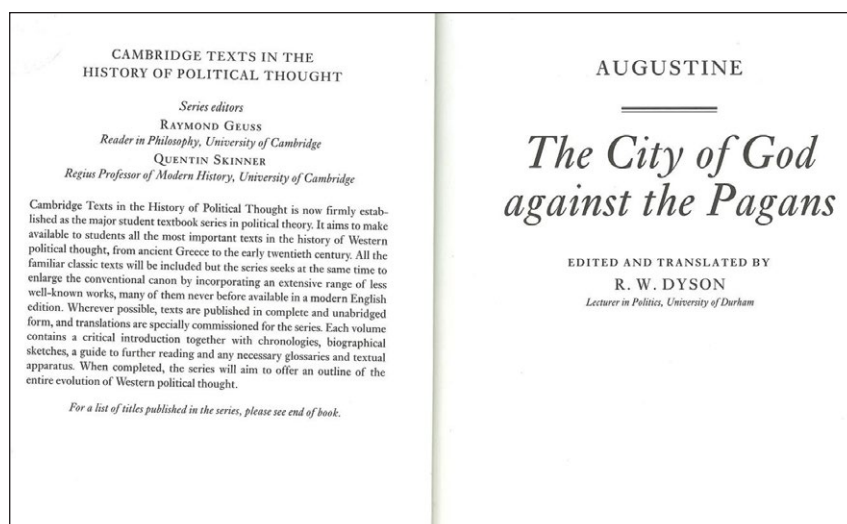 CAMBRIDGE TEXTS IN THE
HISTORY OF POLITICAL THOUGHT
Series editors
RAYMOND GEUSS
Reader in Philosophy, University of Cambridge
QUENTIN SKINNER
Regius Professor of Modern History, University of Cambridge
Cambridge Texts in the History of Political Thought is now firmly estab-
lished as the major student textbook series in political theory. It aims to make
available to students all the most important texts in the history of Western
political thought, from ancient Greece to the early twentieth century. All the
familiar classic texts will be included but the series seeks at the same time to
enlarge the conventional canon by incorporating an extensive range of less
well-known works, many of them never before available in a modern English
edition. Wherever possible, texts are published in complete and unabridged
form, and translations are specially commissioned for the series. Each volume
contains a critical introduction together with chronologies, biographical
sketches, a guide to further reading and any necessary glossaries and textual
apparatus. When completed, the series will aim to offer an outline of the
entire evolution of Western political thought.
For a list of titles published in the series, please see end of book.
AUGUSTINE
The City of God
against the Pagans
EDITED AND TRANSLATED BY
R. W. DYSON
Lecturer in Politics, University of Durham